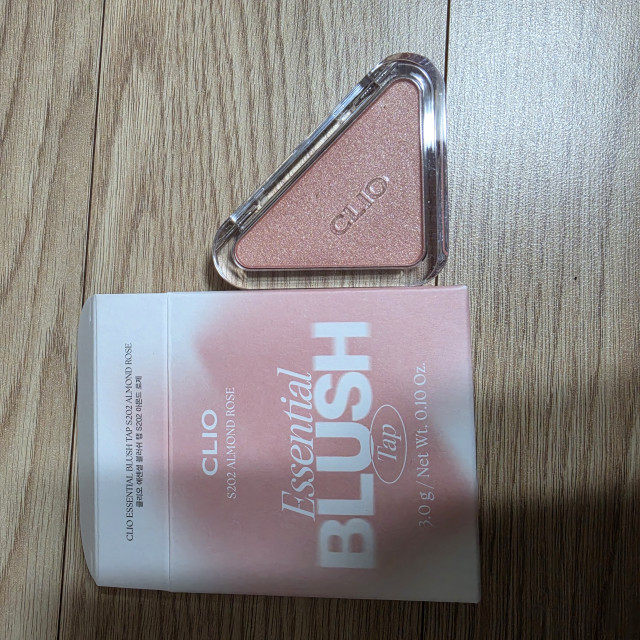 CLIO
CLIO ESSENTIAL BLUSH TAP S202 ALMOND ROSE
클리오 에센셜 블러쉬 탭 S202 아몬드 로제
CLIO
S202 ALMOND ROSE
Essential
BLUSH
Tap
3.0 g / Net Wt. 0.10 Oz.